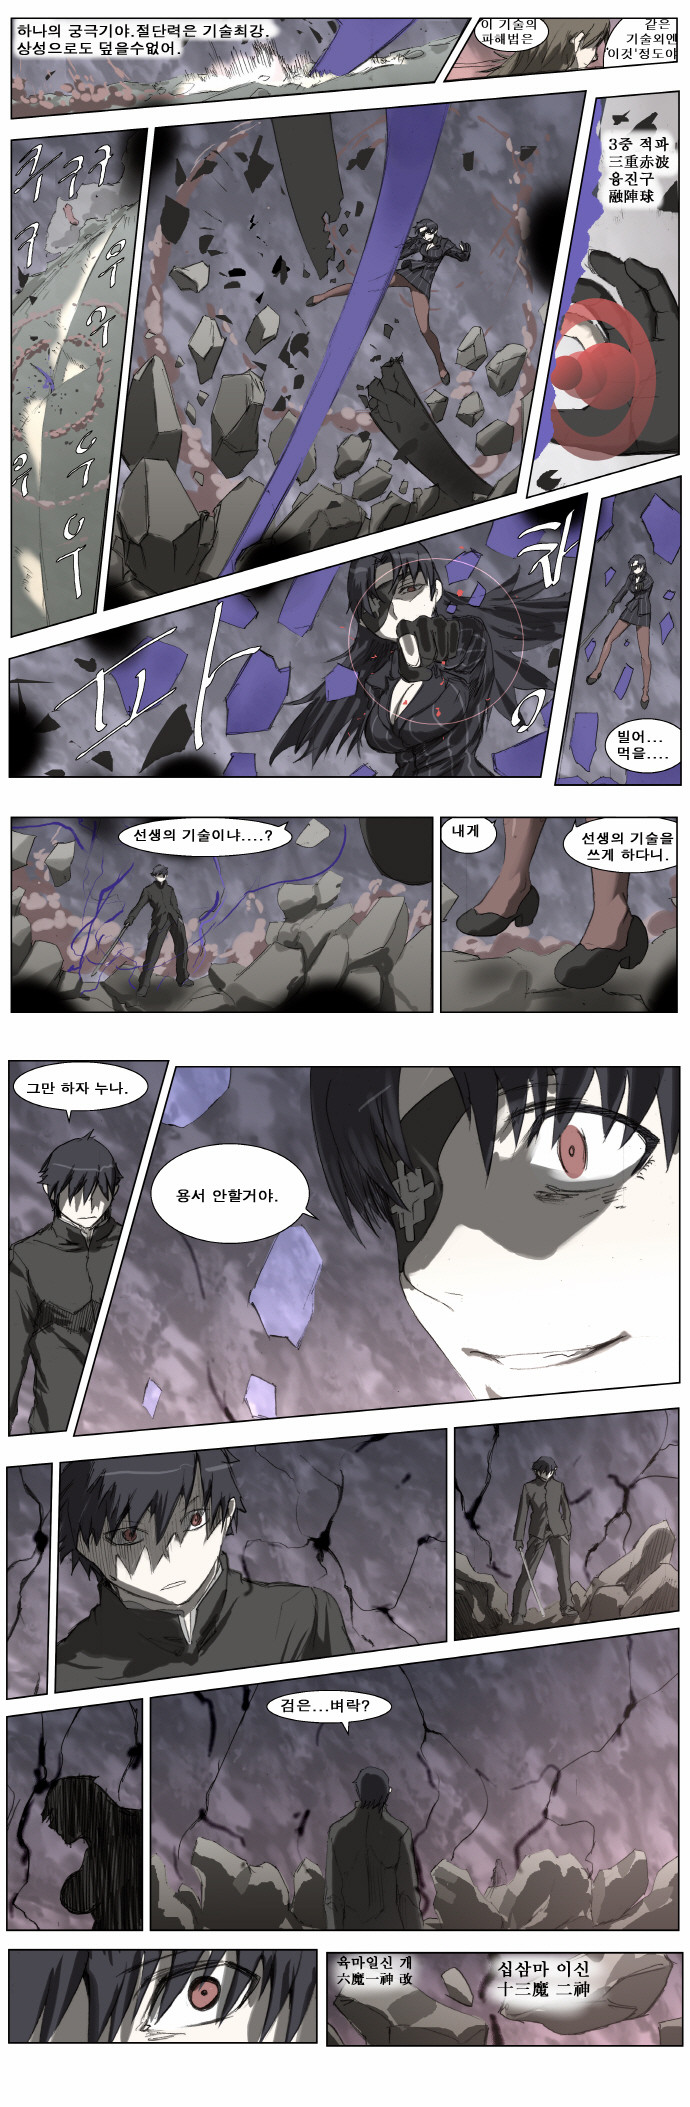 하나의 궁극기야.절단력은 기술최강.
상성으로도 덮을수없어.
이 기술의
파해법은
같은
기술외엔
'이것'정도야
3중 적파
三重赤波
융진구
融陣球
쿠구구
구
우
우
우
우
우
우
콰
파
앙
빌어...
먹을....
선생의 기술이냐....?
내게
선생의 기술을
쓰게 하다니.
그만 하자 누나.
용서 안할거야.
검은...벼락?
육마일신 개
六魔一神 改
십삼마 이신
十三魔 二神